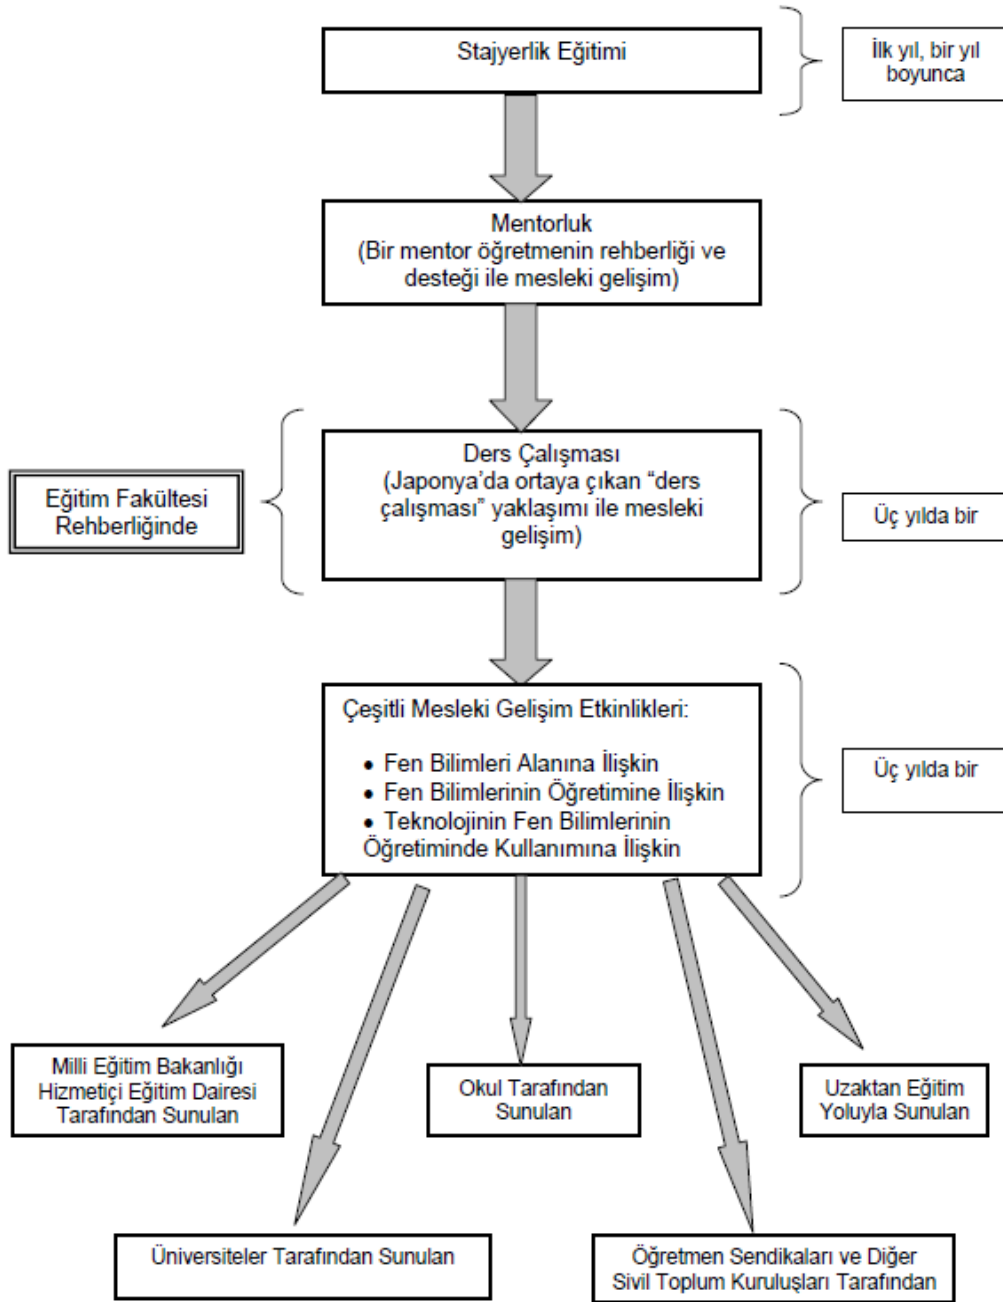 Stajyerlik Eğitimi
İlk yıl, bir yıl
boyunca
Mentorluk
(Bir mentor öğretmenin rehberliği ve
desteği ile mesleki gelişim)
Eğitim Fakültesi
Rehberliğinde
Ders Çalışması
(Japonya’da ortaya çıkan “ders
çalışması” yaklaşımı ile mesleki
gelişim)
Üç yılda bir
Çeşitli Mesleki Gelişim Etkinlikleri:
• Fen Bilimleri Alanına İlişkin
• Fen Bilimlerinin Öğretimine İlişkin
• Teknolojinin Fen Bilimlerinin
Öğretiminde Kullanımına İlişkin
Üç yılda bir
Milli Eğitim Bakanlığı
Hizmetiçi Eğitim Dairesi
Tarafından Sunulan
Okul Tarafından
Sunulan
Uzaktan Eğitim
Yoluyla Sunulan
Üniversiteler Tarafından Sunulan
Öğretmen Sendikaları ve Diğer
Sivil Toplum Kuruluşları Tarafından